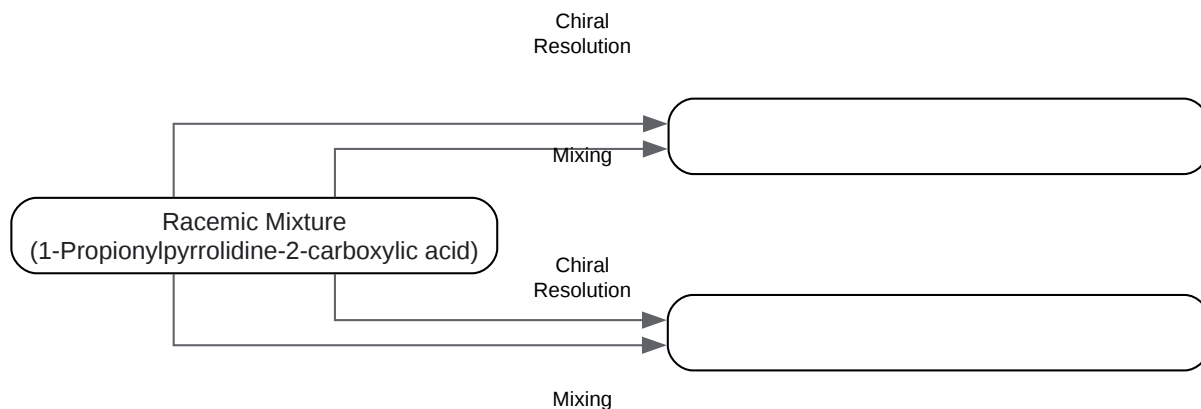 Chiral
Resolution
Mixing
Racemic Mixture
(1-Propionylpyrrolidine-2-carboxylic acid)
Chiral
Resolution
Mixing